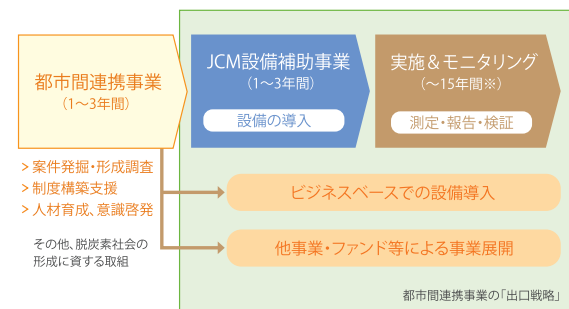 都市間連携事業
（1～3年間）
JCM設備補助事業
（1～3年間）
設備の導入
実施＆モニタリング
（～15年間※）
測定・報告・検証
> 案件発掘・形成調査
> 制度構築支援
> 人材育成、意識啓発
その他、脱炭素社会の
形成に資する取組
ビジネスベースでの設備導入
他事業・ファンド等による事業展開
都市間連携事業の「出口戦略」